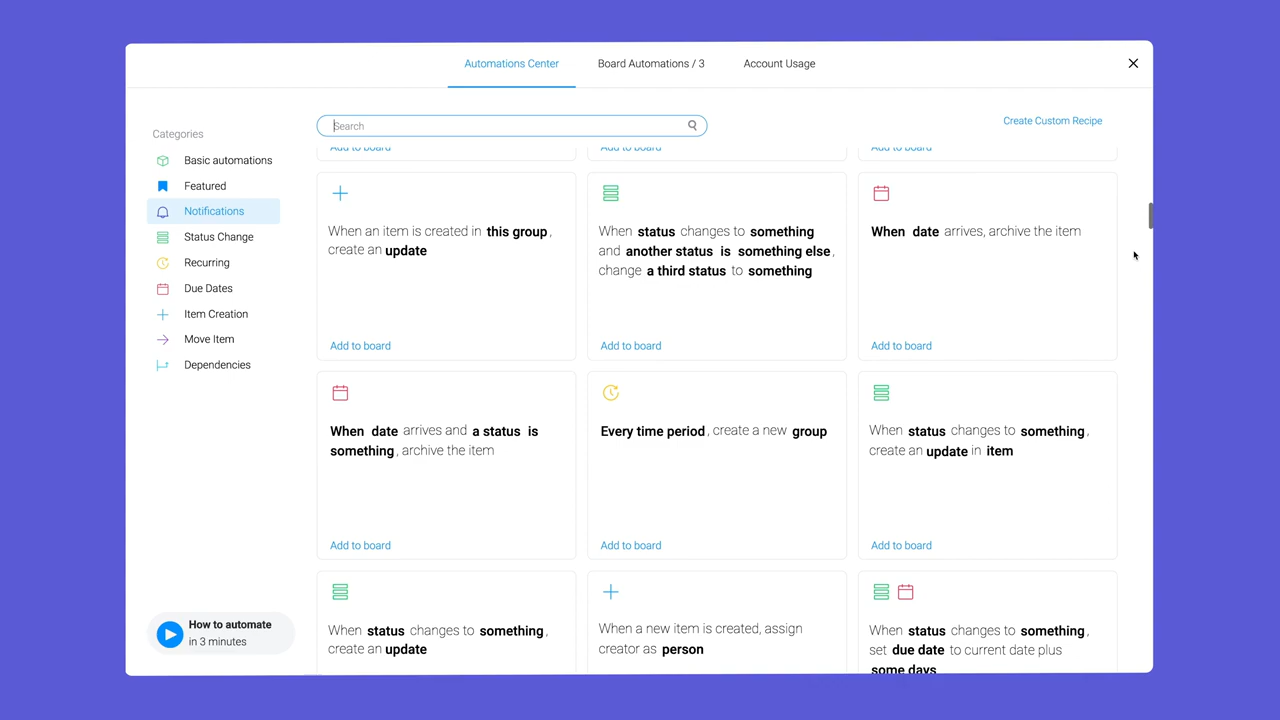 Automations Center
Board Automations / 3
Account Usage
Search
Create Custom Recipe
Categories
Basic automations
Featured
Notifications
Status Change
Recurring
Due Dates
Item Creation
Move Item
Dependencies
How to automate
in 3 minutes
Add to board
Add to board
Add to board
When an item is created in this group,
create an update
Add to board
When status changes to something
and another status is something else,
change a third status to something
Add to board
When date arrives, archive the item
Add to board
When date arrives and a status is
something, archive the item
Add to board
Every time period, create a new group
Add to board
When status changes to something,
create an update in item
Add to board
When status changes to something,
create an update
When a new item is created, assign
creator as person
When status changes to something,
set due date to current date plus
some days